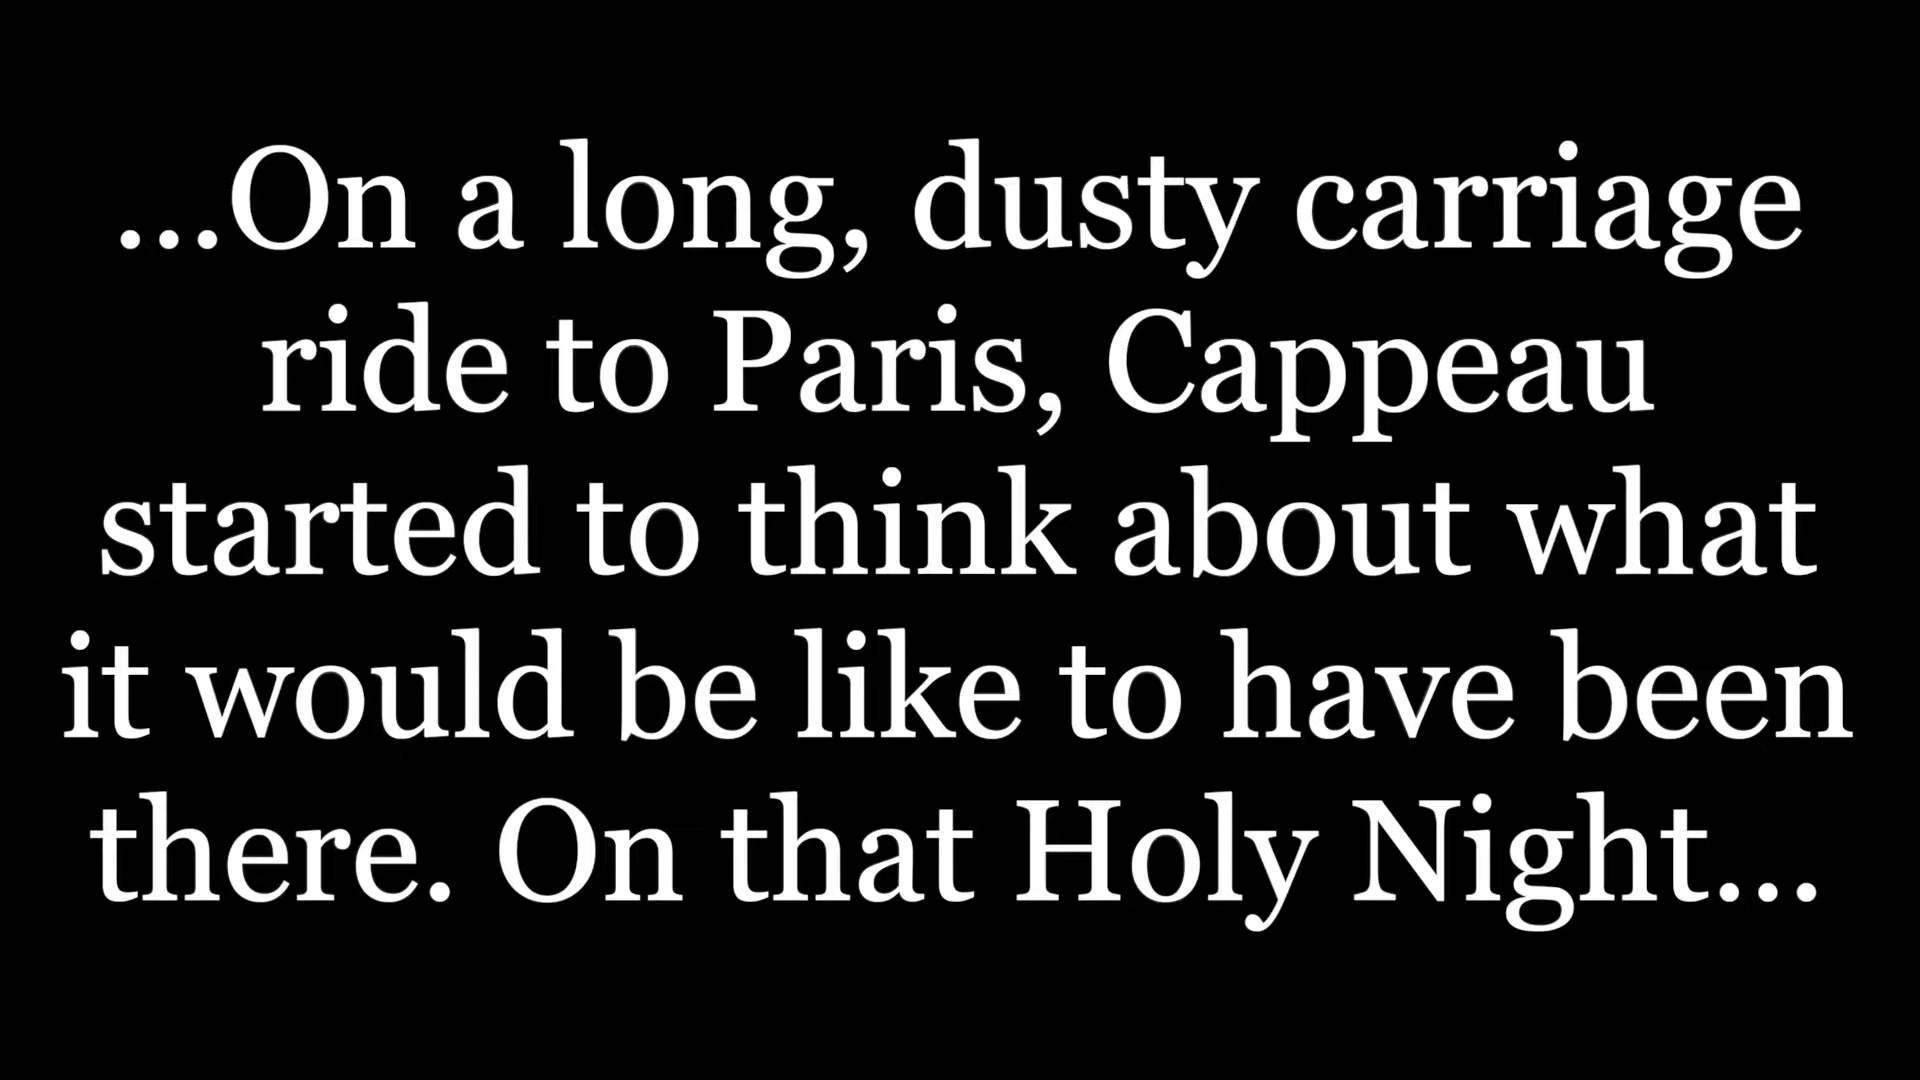 ...On a long, dusty carriage
ride to Paris, Cappeau
started to think about what
it would be like to have been
there. On that Holy Night...